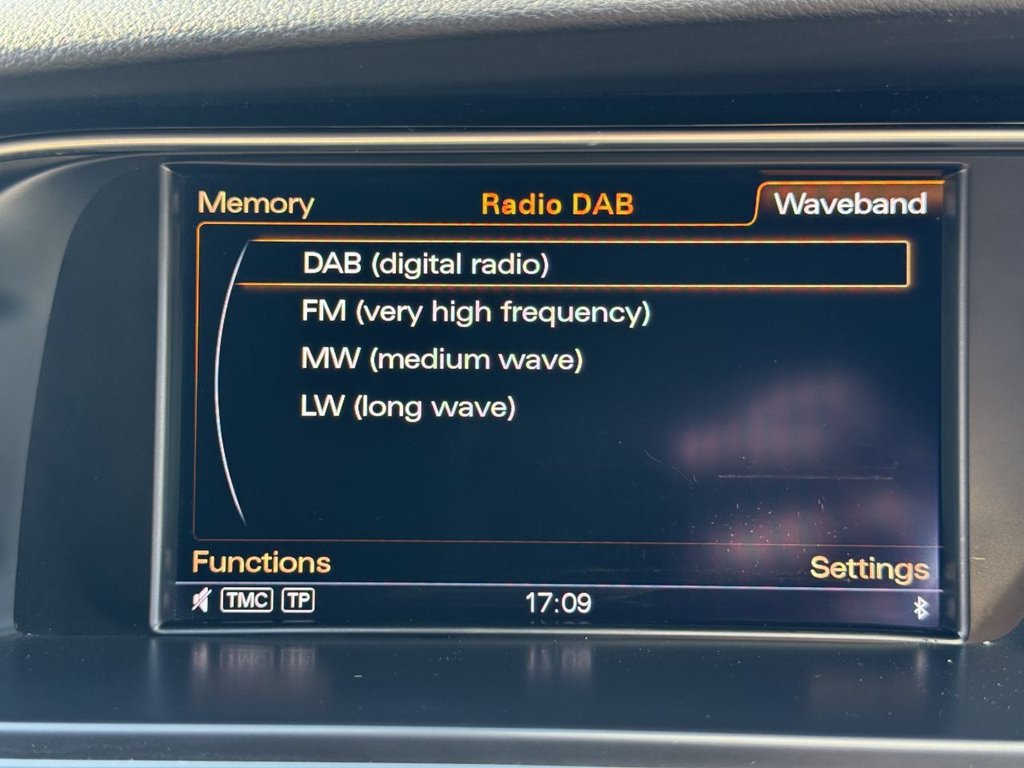 Memory Radio DAB Waveband
DAB (digital radio)
FM (very high frequency)
MW (medium wave)
LW (long wave)
Functions Settings
TMC TP 17:09